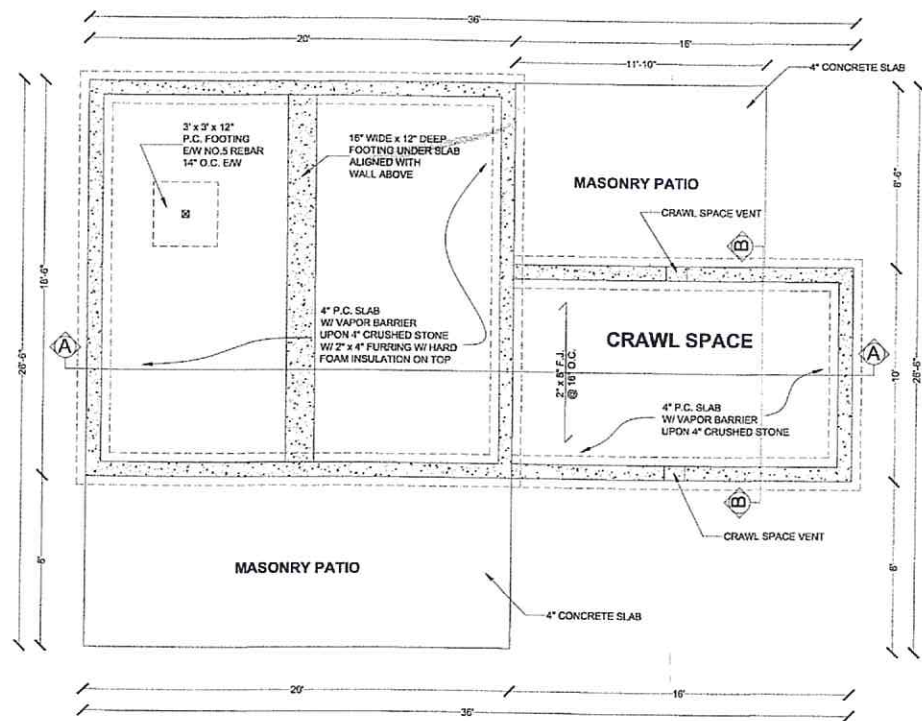 36'
20'
16'
11'-10"
4" CONCRETE SLAB
3' x 3' x 12"
P.C. FOOTING
E/W NO.5 REBAR
14" O.C. E/W
16" WIDE x 12" DEEP
FOOTING UNDER SLAB
ALIGNED WITH
WALL ABOVE
MASONRY PATIO
CRAWL SPACE VENT
B
8'-6"
18'-6"
26'-6"
A
4" P.C. SLAB
W/ VAPOR BARRIER
UPON 4" CRUSHED STONE
W/ 2" x 4" FURRING W/ HARD
FOAM INSULATION ON TOP
CRAWL SPACE
2" x 8" F.J.
@ 16" O.C.
A
10'
26'-6"
4" P.C. SLAB
W/ VAPOR BARRIER
UPON 4" CRUSHED STONE
B
CRAWL SPACE VENT
8'
MASONRY PATIO
4" CONCRETE SLAB
8'
20'
16'
36'